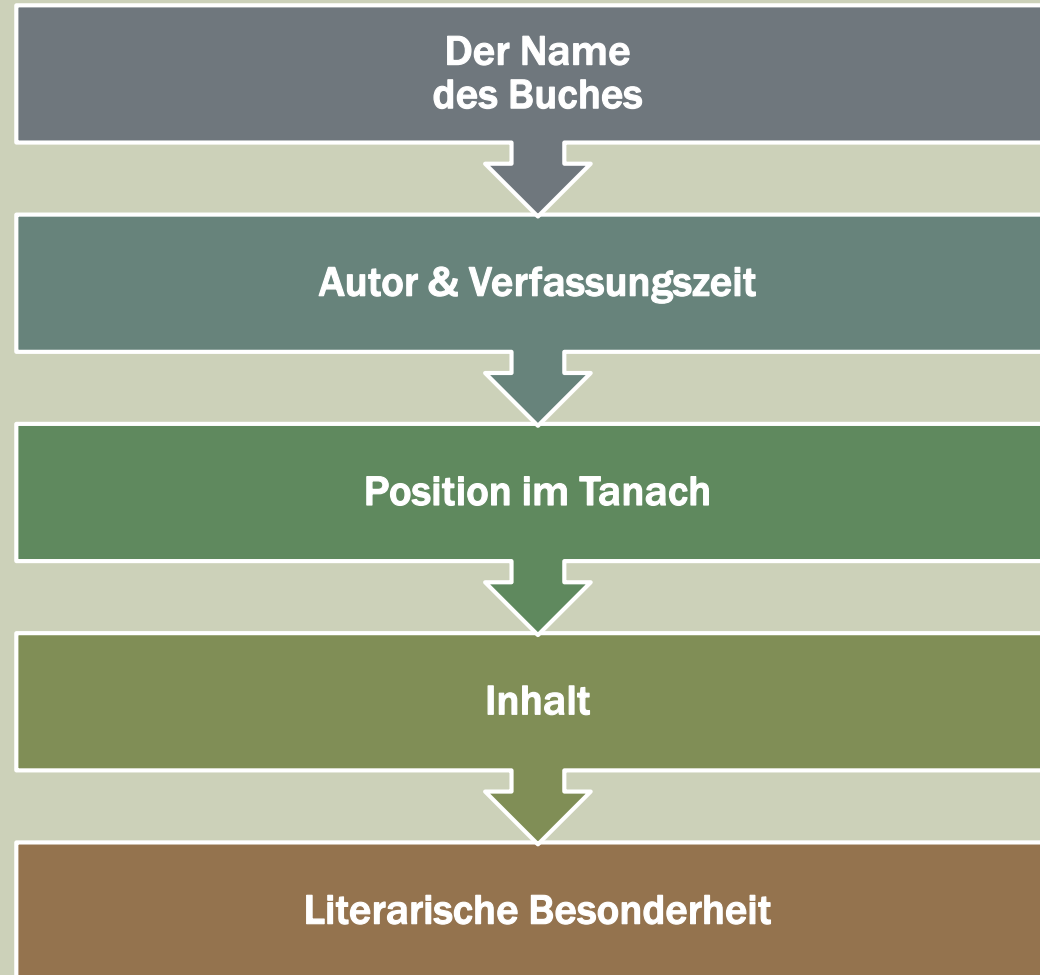 Der Name
des Buches
Autor & Verfassungszeit
Position im Tanach
Inhalt
Literarische Besonderheit